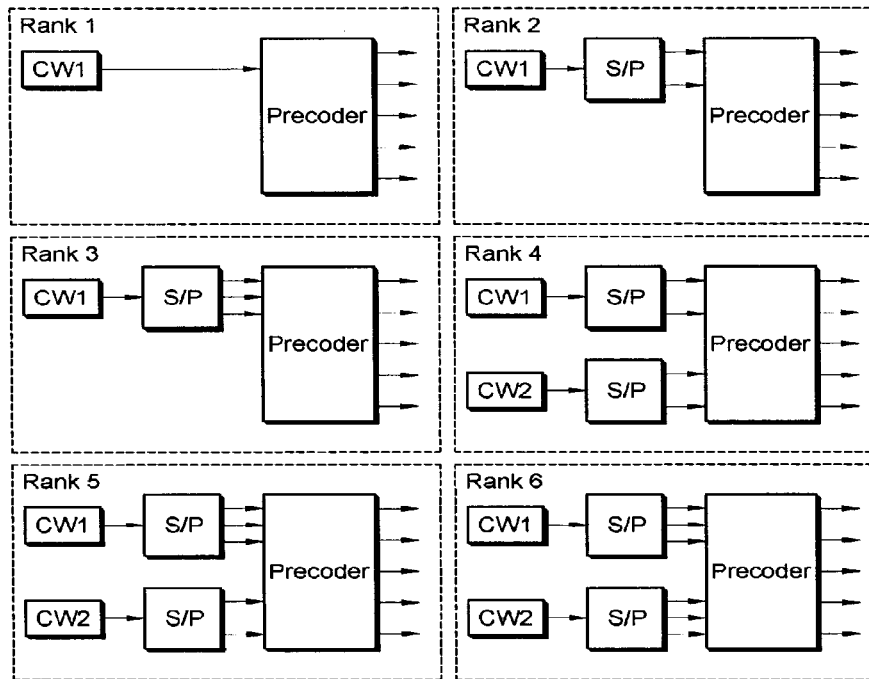 Rank 1
CW1
Precoder
Rank 2
CW1
S/P
Precoder
Rank 3
CW1
S/P
Precoder
Rank 4
CW1
S/P
Precoder
CW2
S/P
Rank 5
CW1
S/P
Precoder
CW2
S/P
Rank 6
CW1
S/P
Precoder
CW2
S/P